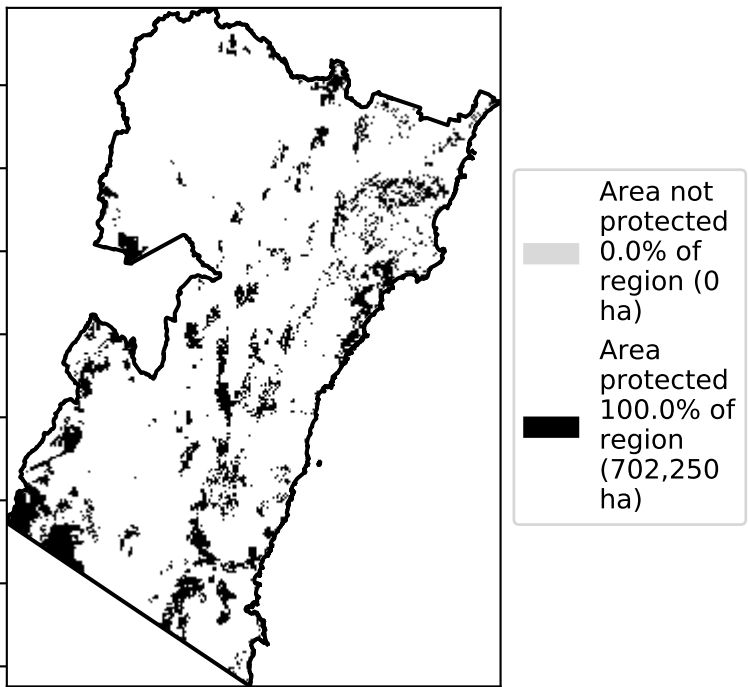 Area not
protected
0.0% of
region (0
ha)
Area
protected
100.0% of
region
(702,250
ha)